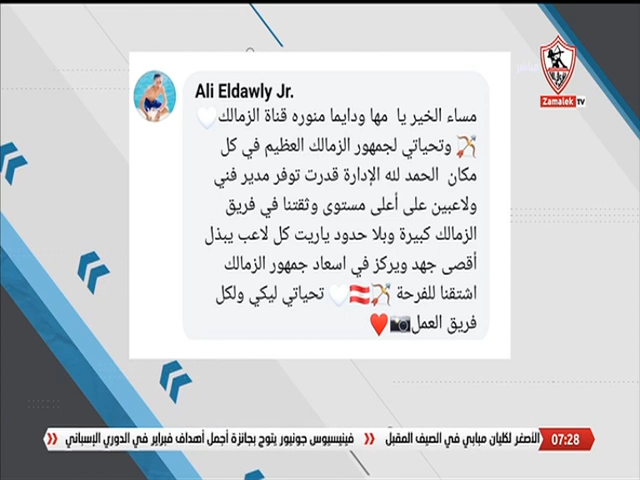 Zamalek TV
Ali Eldawly Jr.
مساء الخير يا مها ودايما منوره قناة الزمالك🤍
🏹 وتحياتي لجمهور الزمالك العظيم في كل
مكان الحمد لله الإدارة قدرت توفر مدير فني
ولاعبين على أعلى مستوى وثقتنا في فريق
الزمالك كبيرة وبلا حدود ياريت كل لاعب يبذل
أقصى جهد ويركز في اسعاد جمهور الزمالك
اشتقنا للفرحة 🏹🇦🇹🤍 تحياتي ليكي ولكل
فريق العمل📷❤️
07:28 الأصغر لكليان مبابي في الصيف المقبل » فينيسيوس جونيور يتوج بجائزة أجمل أهداف فبراير في الدوري الإسباني »